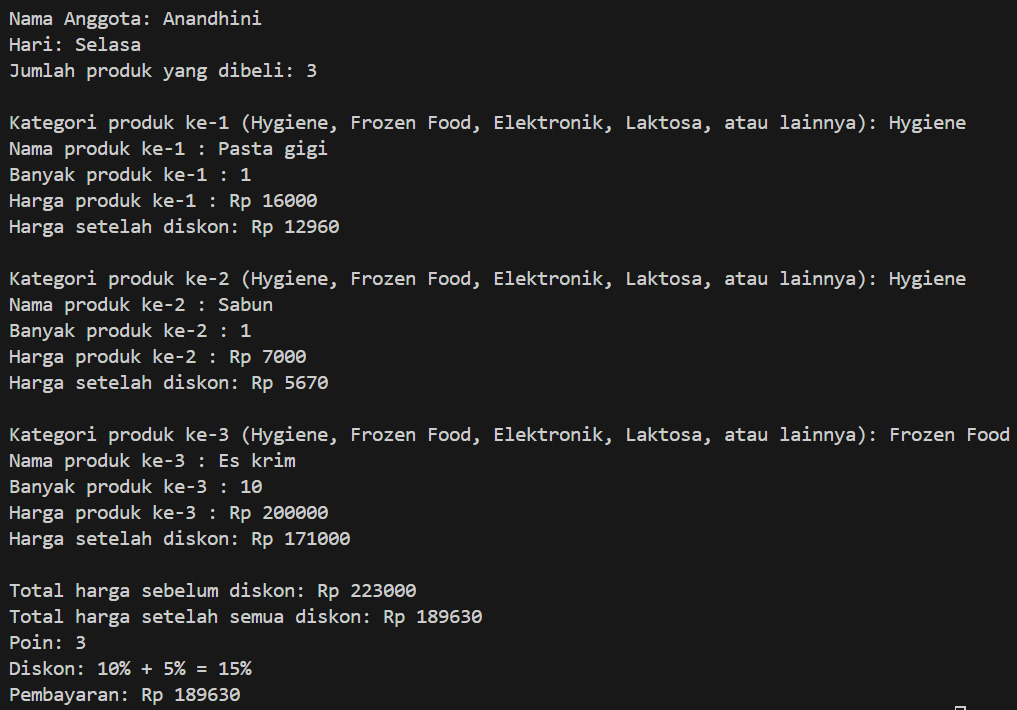 Nama Anggota: Anandhini
Hari: Selasa
Jumlah produk yang dibeli: 3
Kategori produk ke-1 (Hygiene, Frozen Food, Elektronik, Laktosa, atau lainnya): Hygiene
Nama produk ke-1 : Pasta gigi
Banyak produk ke-1 : 1
Harga produk ke-1 : Rp 16000
Harga setelah diskon: Rp 12960
Kategori produk ke-2 (Hygiene, Frozen Food, Elektronik, Laktosa, atau lainnya): Hygiene
Nama produk ke-2 : Sabun
Banyak produk ke-2 : 1
Harga produk ke-2 : Rp 7000
Harga setelah diskon: Rp 5670
Kategori produk ke-3 (Hygiene, Frozen Food, Elektronik, Laktosa, atau lainnya): Frozen Food
Nama produk ke-3 : Es krim
Banyak produk ke-3 : 10
Harga produk ke-3 : Rp 200000
Harga setelah diskon: Rp 171000
Total harga sebelum diskon: Rp 223000
Total harga setelah semua diskon: Rp 189630
Poin: 3
Diskon: 10% + 5% = 15%
Pembayaran: Rp 189630